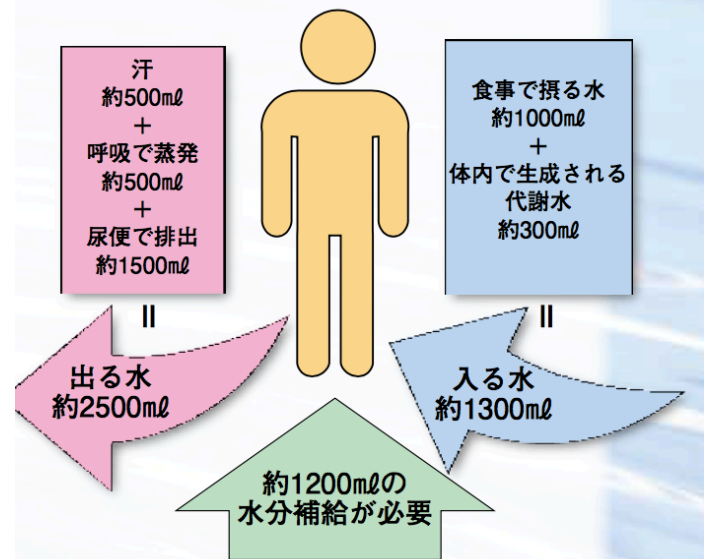 汗
約500㎖
＋
呼吸で蒸発
約500㎖
＋
尿便で排出
約1500㎖
＝
出る水
約2500㎖
食事で摂る水
約1000㎖
＋
体内で生成される
代謝水
約300㎖
＝
入る水
約1300㎖
約1200㎖の
水分補給が必要